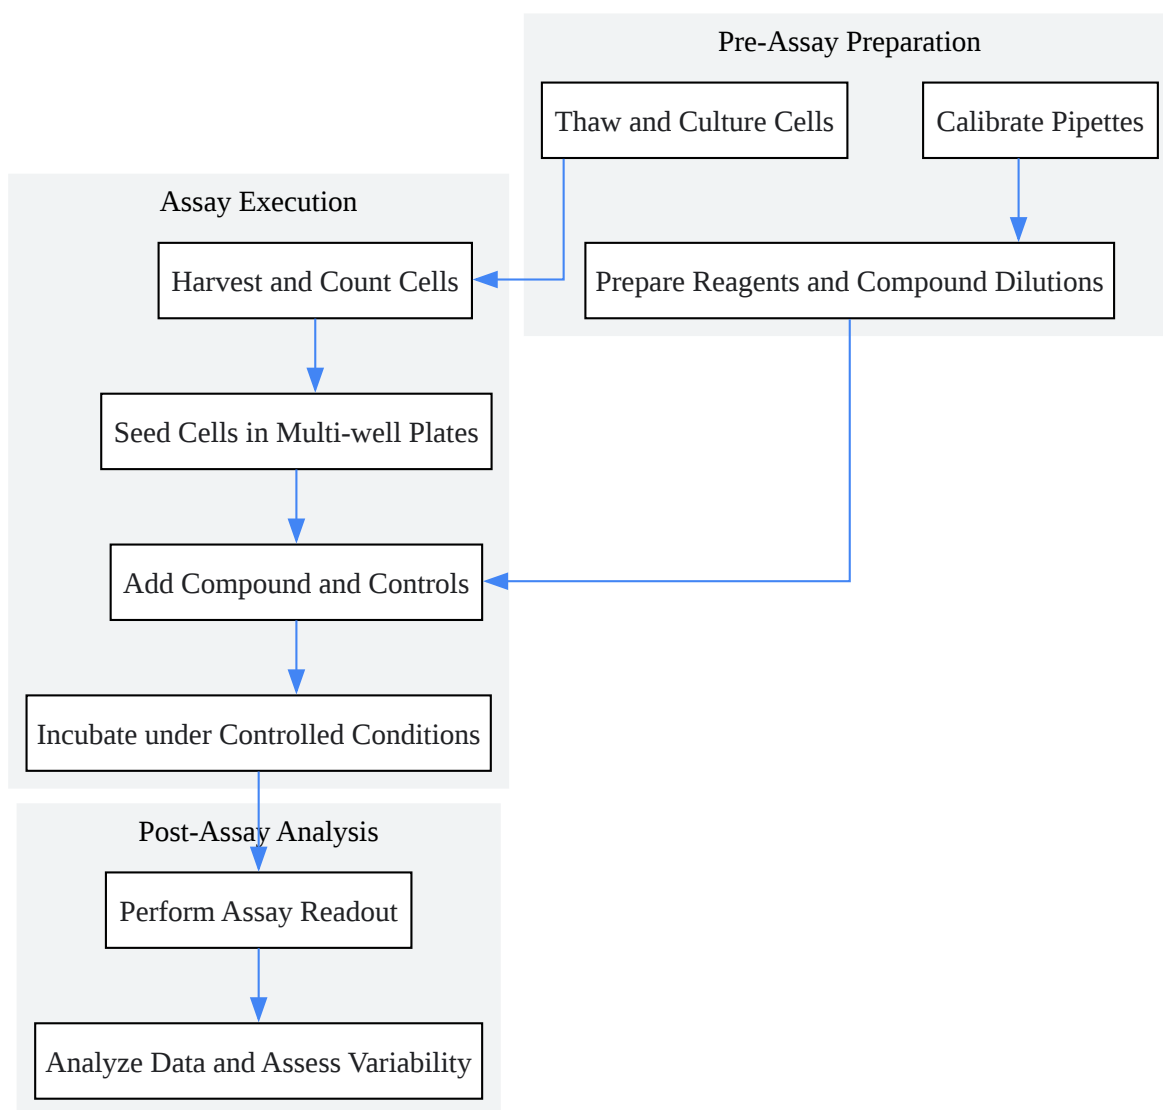 Pre-Assay Preparation
Thaw and Culture Cells
Calibrate Pipettes
Prepare Reagents and Compound Dilutions
Assay Execution
Harvest and Count Cells
Seed Cells in Multi-well Plates
Add Compound and Controls
Incubate under Controlled Conditions
Post-Assay Analysis
Perform Assay Readout
Analyze Data and Assess Variability